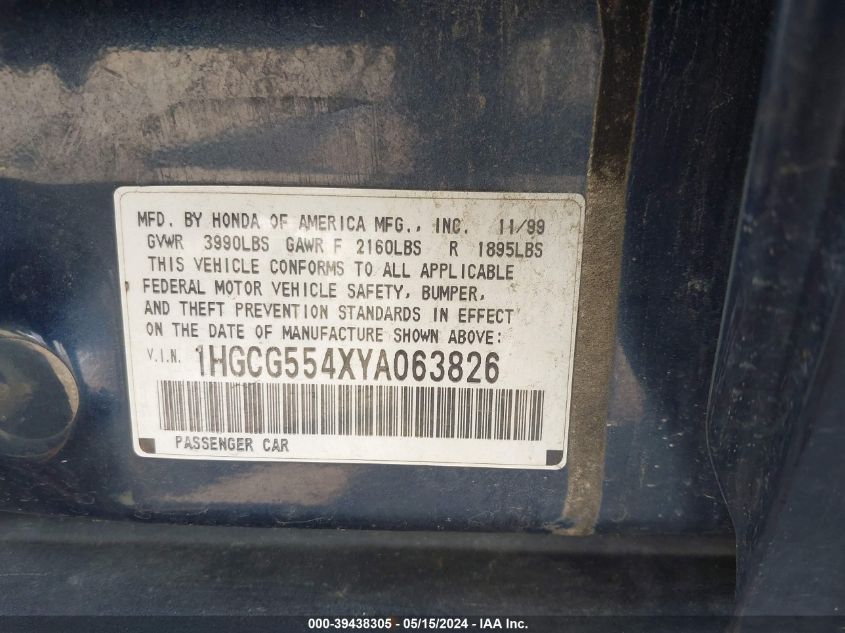 MFD. BY HONDA OF AMERICA MFG., INC. 11/99
GVWR 3990LBS GAWR F 2160LBS R 1895LBS
THIS VEHICLE CONFORMS TO ALL APPLICABLE
FEDERAL MOTOR VEHICLE SAFETY, BUMPER,
AND THEFT PREVENTION STANDARDS IN EFFECT
ON THE DATE OF MANUFACTURE SHOWN ABOVE:
V.I.N. 1HGCG554XYA063826
PASSENGER CAR
000-39438305 - 05/15/2024 - IAA Inc.